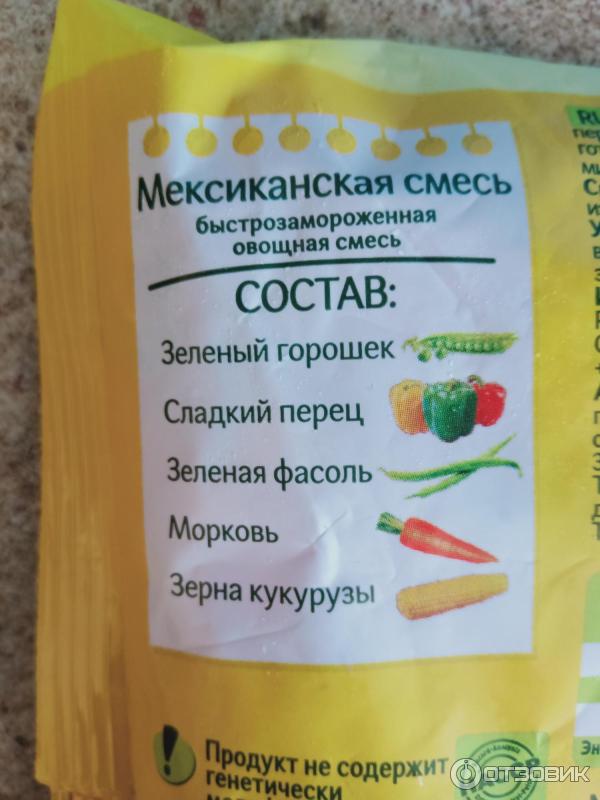 Мексиканская смесь
быстрозамороженная
овощная смесь
СОСТАВ:
Зеленый горошек
Сладкий перец
Зеленая фасоль
Морковь
Зерна кукурузы
Продукт не содержит
генетически
RU
ОТЗОВИК